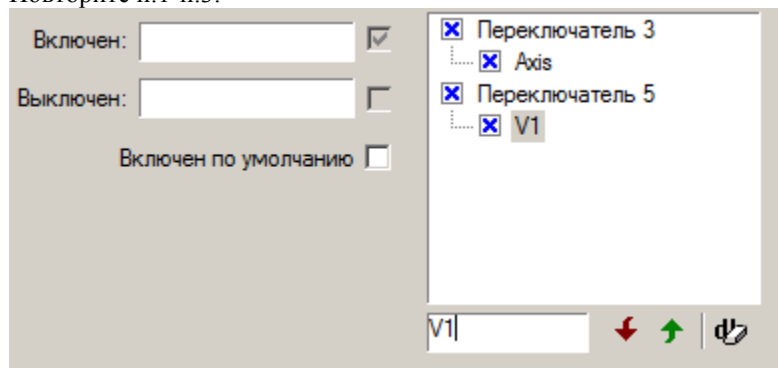 Повторите п.1-п.3.
Включен:
Выключен:
Включен по умолчанию
Переключатель 3
Axis
Переключатель 5
V1
V1